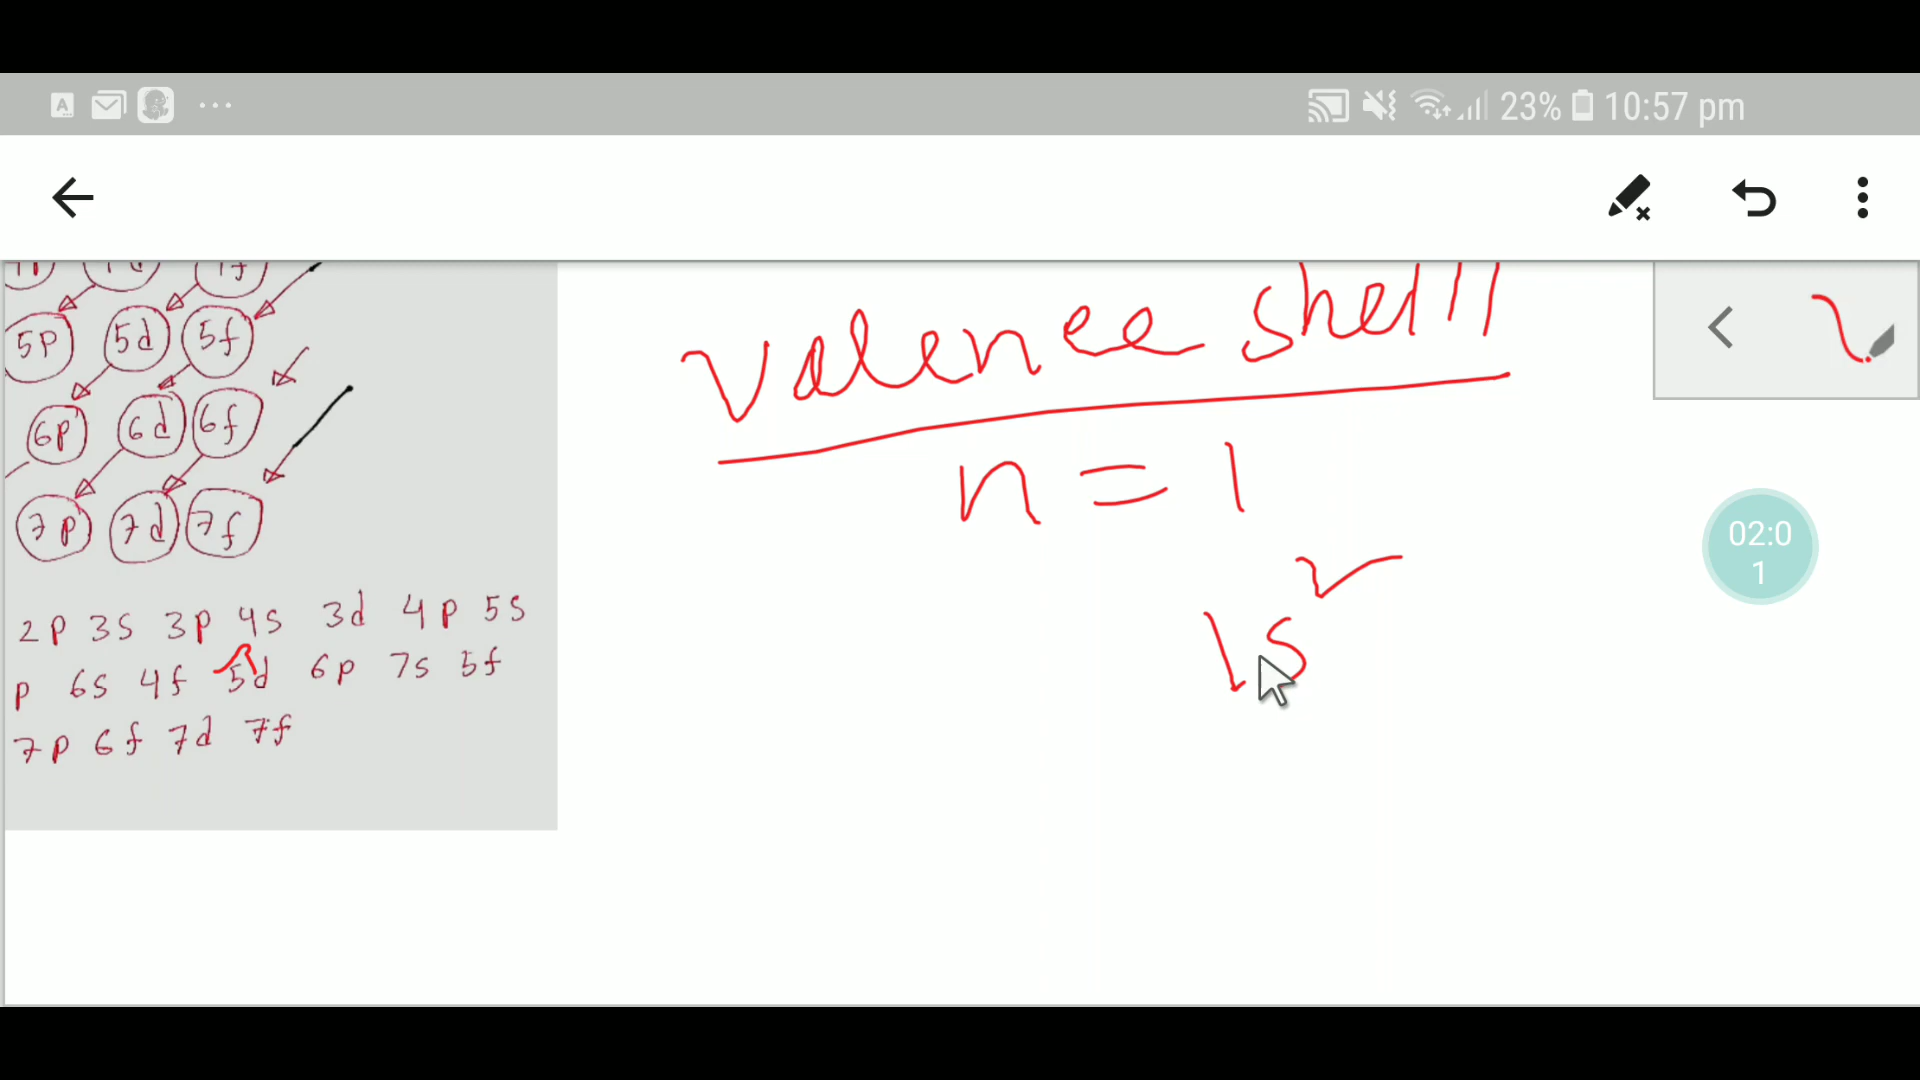 A
23% 10:57 pm
5p 5d 5f
6p 6d 6f
7p 7d 7f
2p 3s 3p 4s 3d 4p 5s
p 6s 4f 5d 6p 7s 5f
7p 6f 7d 7f
valence shell
n = 1
1s²
02:0
1